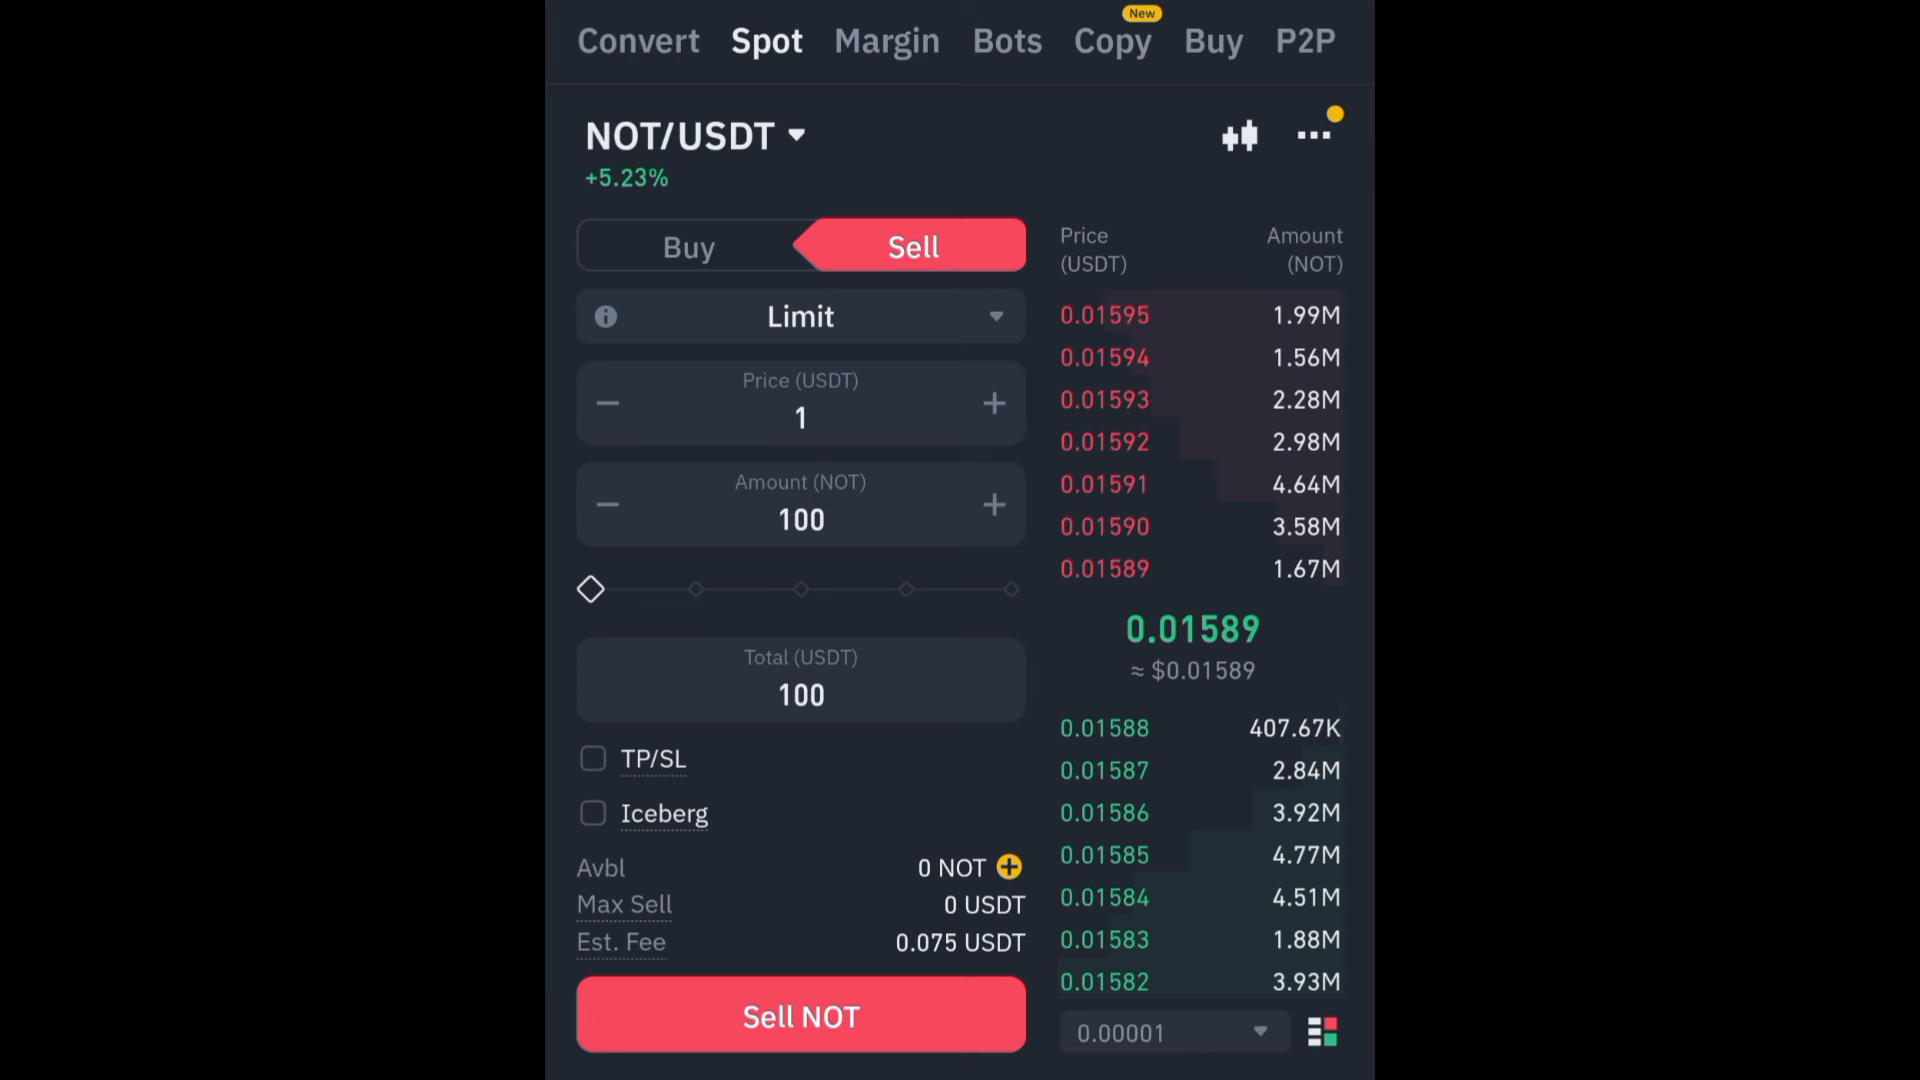 New
Convert Spot Margin Bots Copy Buy P2P
NOT/USDT
+5.23%
Buy Sell
Limit
Price (USDT)
1
Amount (NOT)
100
Total (USDT)
100
TP/SL
Iceberg
Avbl 0 NOT
Max Sell 0 USDT
Est. Fee 0.075 USDT
Sell NOT
Price Amount
(USDT) (NOT)
0.01595 1.99M
0.01594 1.56M
0.01593 2.28M
0.01592 2.98M
0.01591 4.64M
0.01590 3.58M
0.01589 1.67M
0.01589
≈ $0.01589
0.01588 407.67K
0.01587 2.84M
0.01586 3.92M
0.01585 4.77M
0.01584 4.51M
0.01583 1.88M
0.01582 3.93M
0.00001